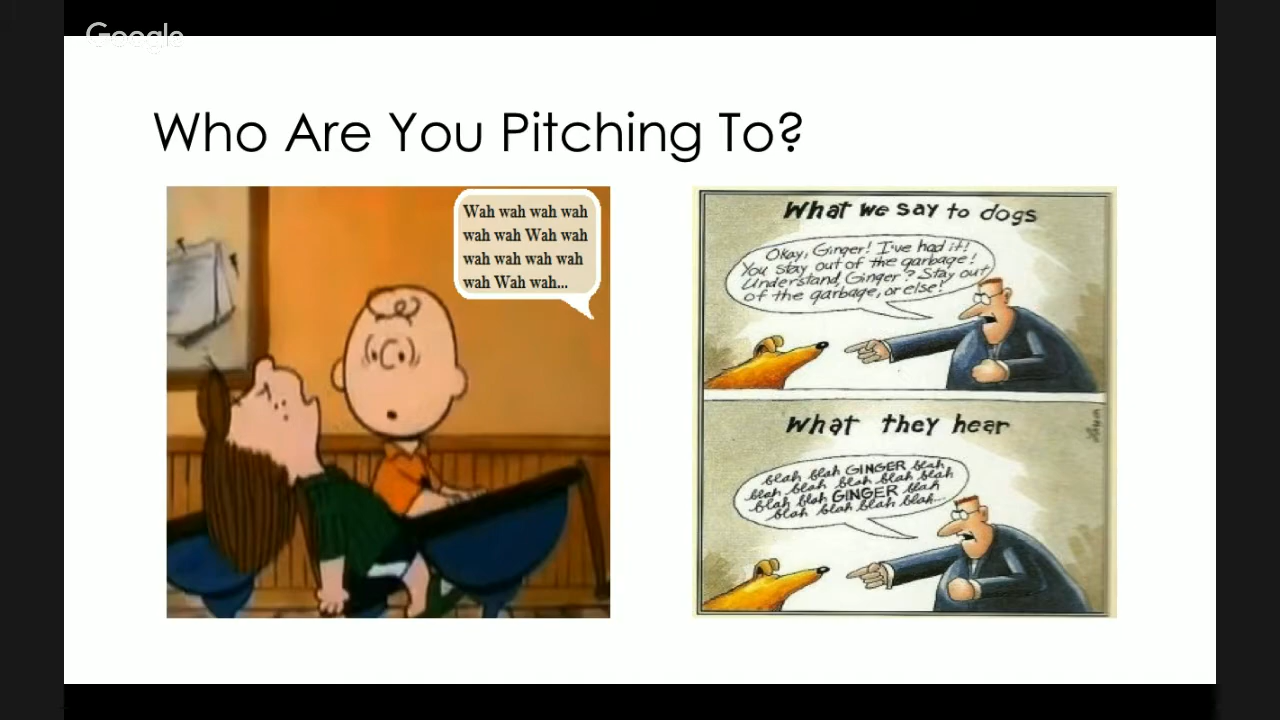 Google
Who Are You Pitching To?
Wah wah wah wah
wah wah Wah wah
wah wah wah wah
wah Wah wah...
What we say to dogs
Okay, Ginger! I've had it!
You stay out of the garbage!
Understand, Ginger? Stay out
of the garbage, or else!
What they hear
blah blah GINGER blah
blah blah blah blah blah
blah blah GINGER blah
blah blah blah blah...